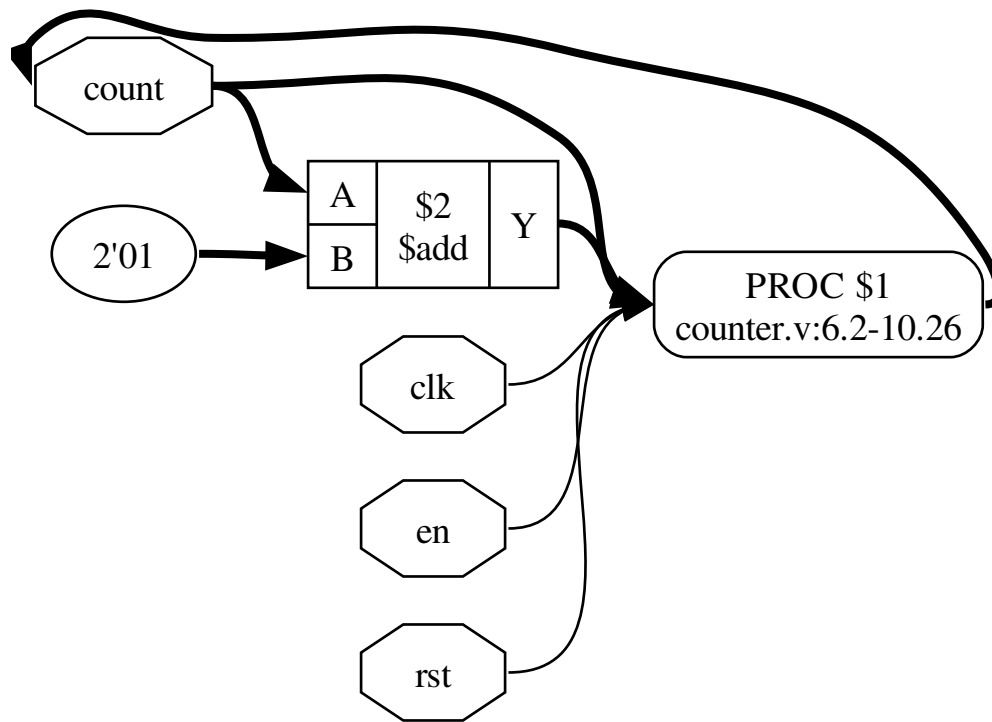 count
2'01
A
B
$2
$add
Y
PROC $1
counter.v:6.2-10.26
clk
en
rst